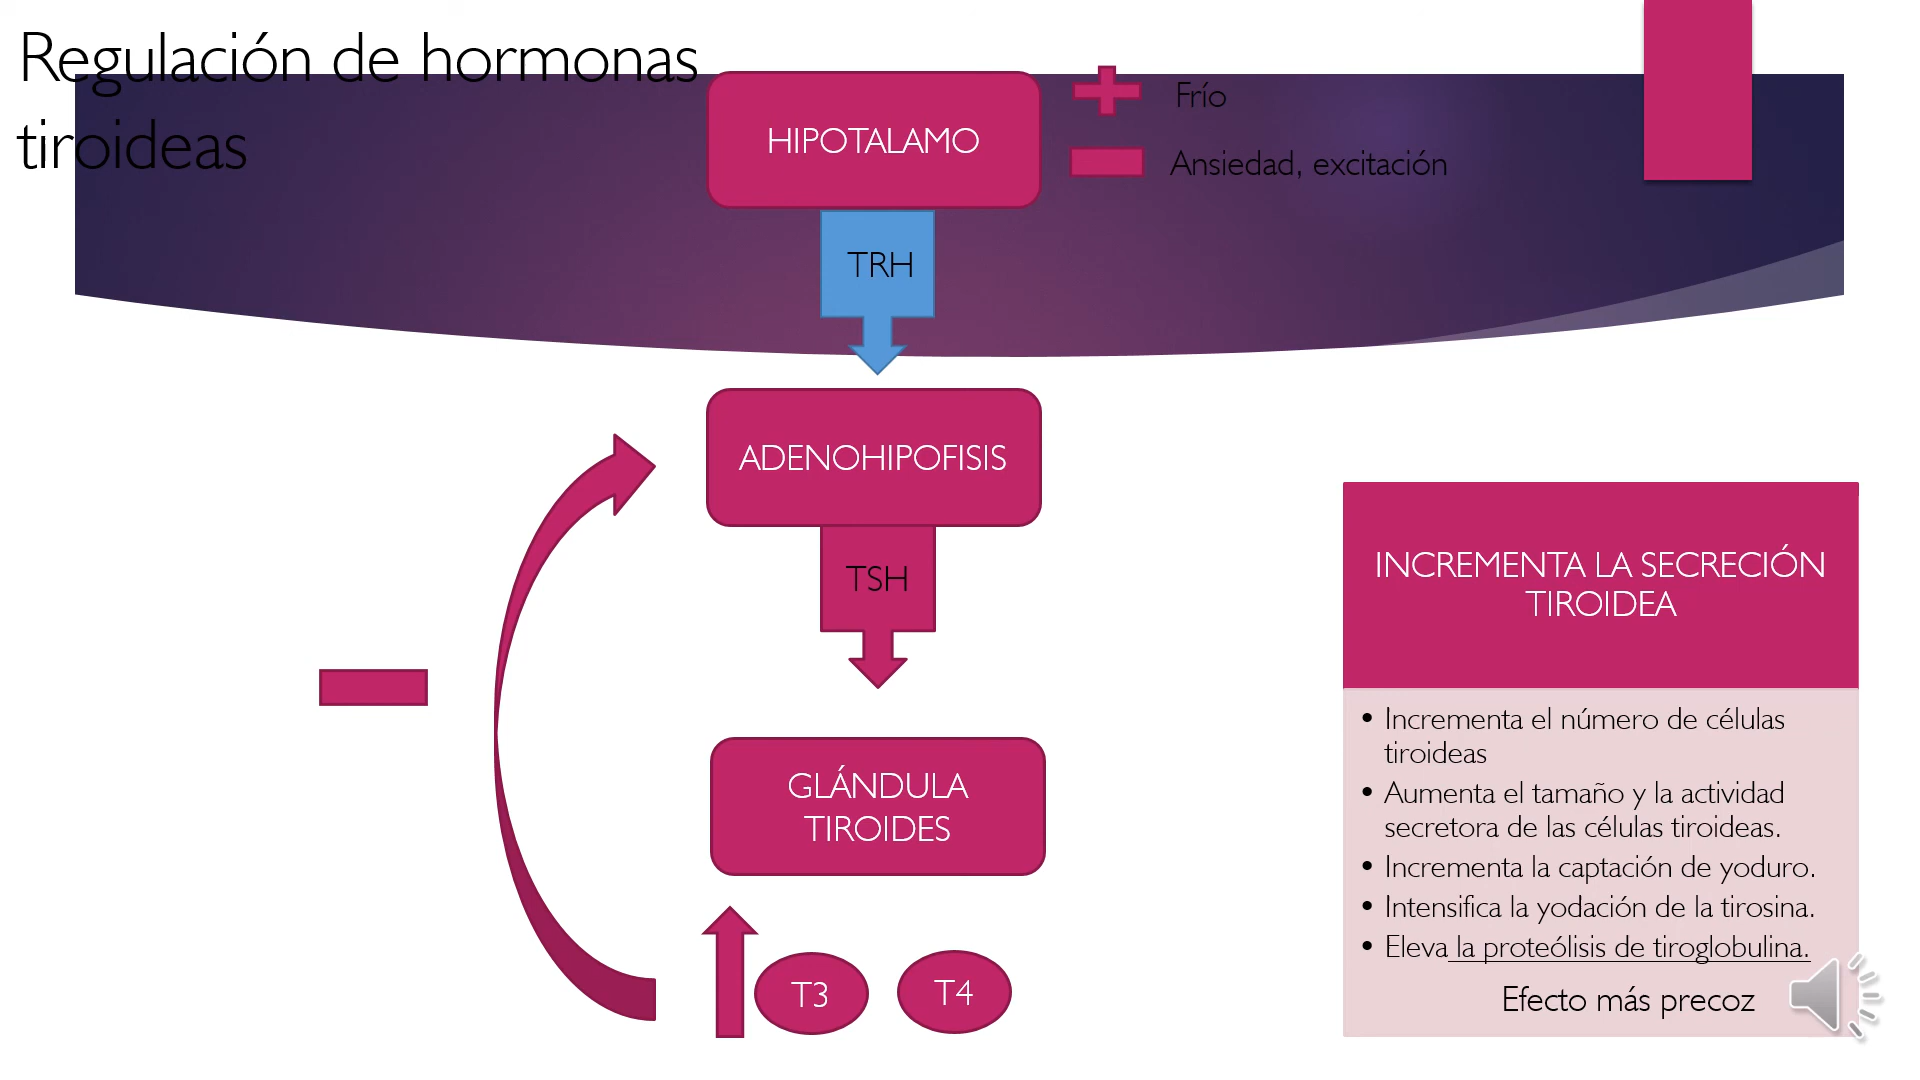 Regulación de hormonas
tiroideas
HIPOTALAMO
Frío
Ansiedad, excitación
TRH
ADENOHIPOFISIS
TSH
GLÁNDULA
TIROIDES
T3
T4
INCREMENTA LA SECRECIÓN
TIROIDEA
• Incrementa el número de células
tiroideas
• Aumenta el tamaño y la actividad
secretora de las células tiroideas.
• Incrementa la captación de yoduro.
• Intensifica la yodación de la tirosina.
• Eleva la proteólisis de tiroglobulina.
Efecto más precoz